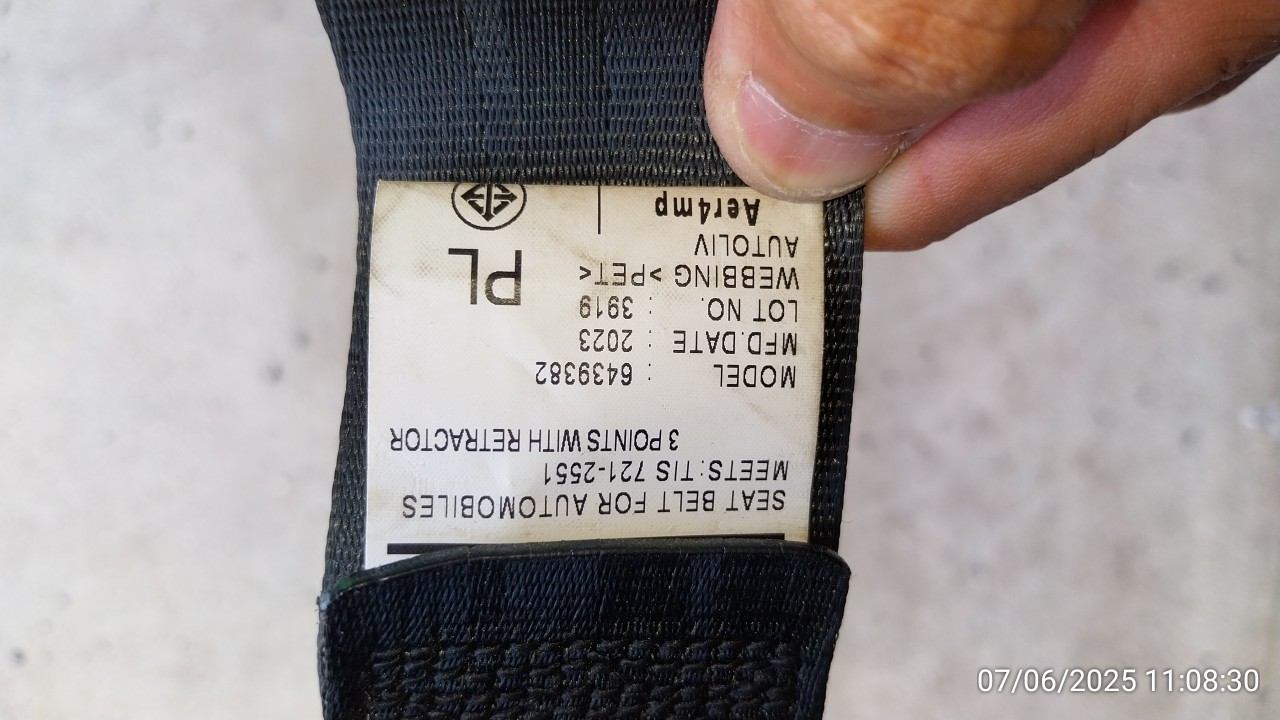 SEAT BELT FOR AUTOMOBILES
MEETS:TIS 721-2551
3 POINTS WITH RETRACTOR
MODEL : 6439382
MFD.DATE : 2023
LOT NO. : 3919
WEBBING >PET<
AUTOLIV
PL
Aer4mp
07/06/2025 11:08:30